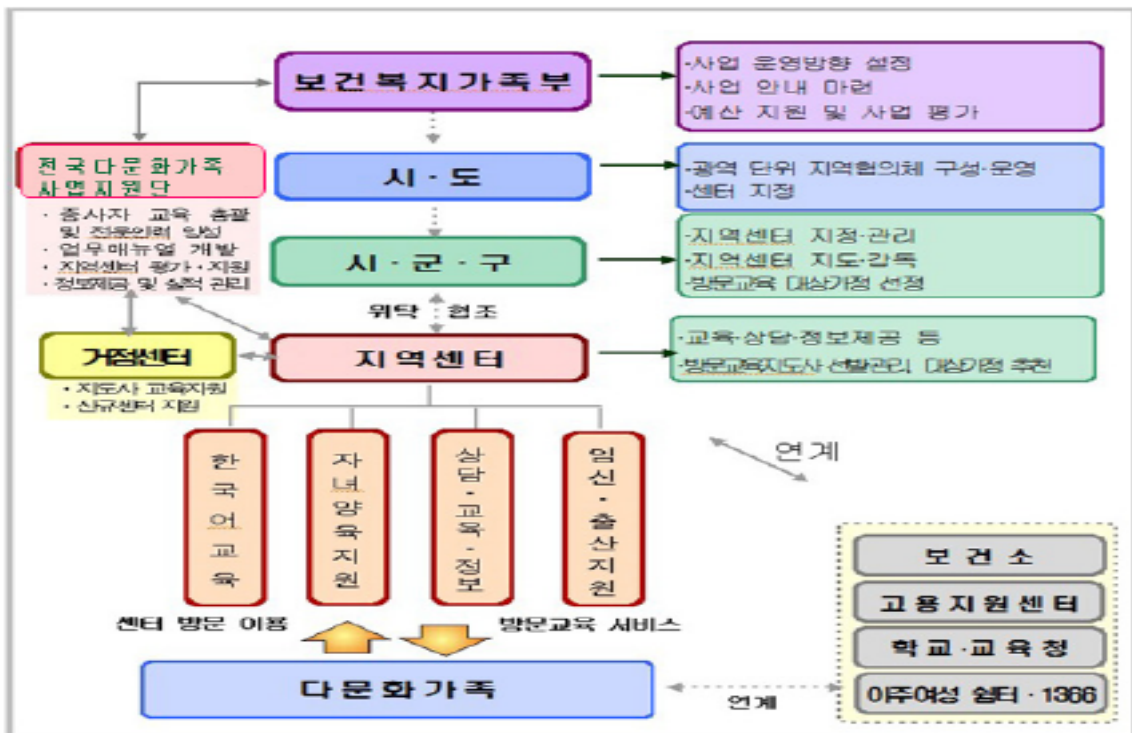 보건복지가족부
·사업 운영방향 설정
·사업 안내 마련
·예산 지원 및 사업 평가
전국다문화가족
사업지원단
· 종사자 교육 총괄
및 전문인력 양성
· 업무매뉴얼 개발
· 지역센터 평가·지원
· 정보제공 및 실적 관리
시·도
·광역 단위 지역협의체 구성·운영
·센터 지정
시·군·구
·지역센터 지정·관리
·지역센터 지도·감독
·방문교육 대상가정 선정
위탁 협조
거점센터
· 지도사 교육지원
· 신규센터 지원
지역센터
·교육·상담·정보제공 등
·방문교육지도사 선발관리, 대상가정 추천
한국어교육
자녀양육지원
상담·교육·정보
임신·출산지원
연계
센터 방문 이용
방문교육 서비스
다문화가족
연계
보건소
고용지원센터
학교·교육청
이주여성 쉼터·1366